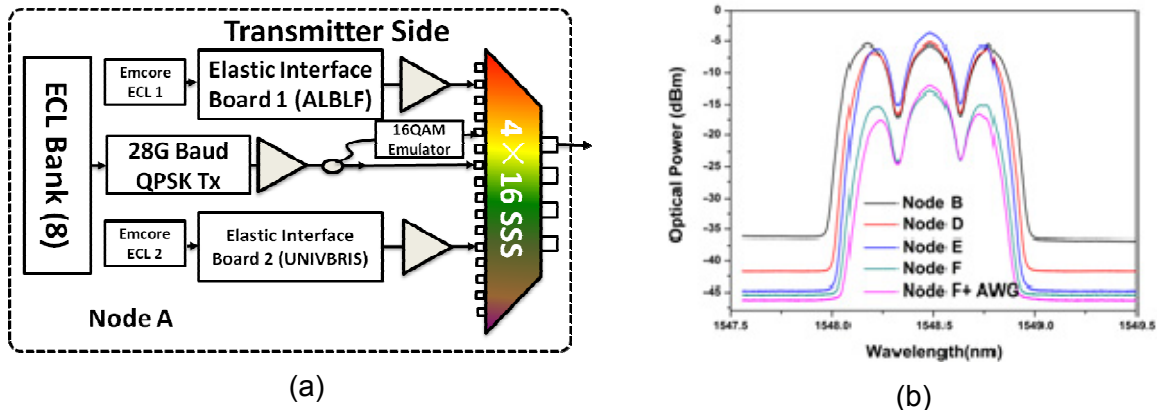 Transmitter Side
ECL Bank (8)
Emcore
ECL 1
Elastic Interface
Board 1 (ALBLF)
28G Baud
QPSK Tx
16QAM
Emulator
4×16 SSS
Emcore
ECL 2
Elastic Interface
Board 2 (UNIVBRIS)
Node A
(a)
Optical Power (dBm)
0
-5
-10
-15
-20
-25
-30
-35
-40
-45
Node B
Node D
Node E
Node F
Node F+ AWG
1547.5
1548.0
1548.5
1549.0
1549.5
Wavelength(nm)
(b)